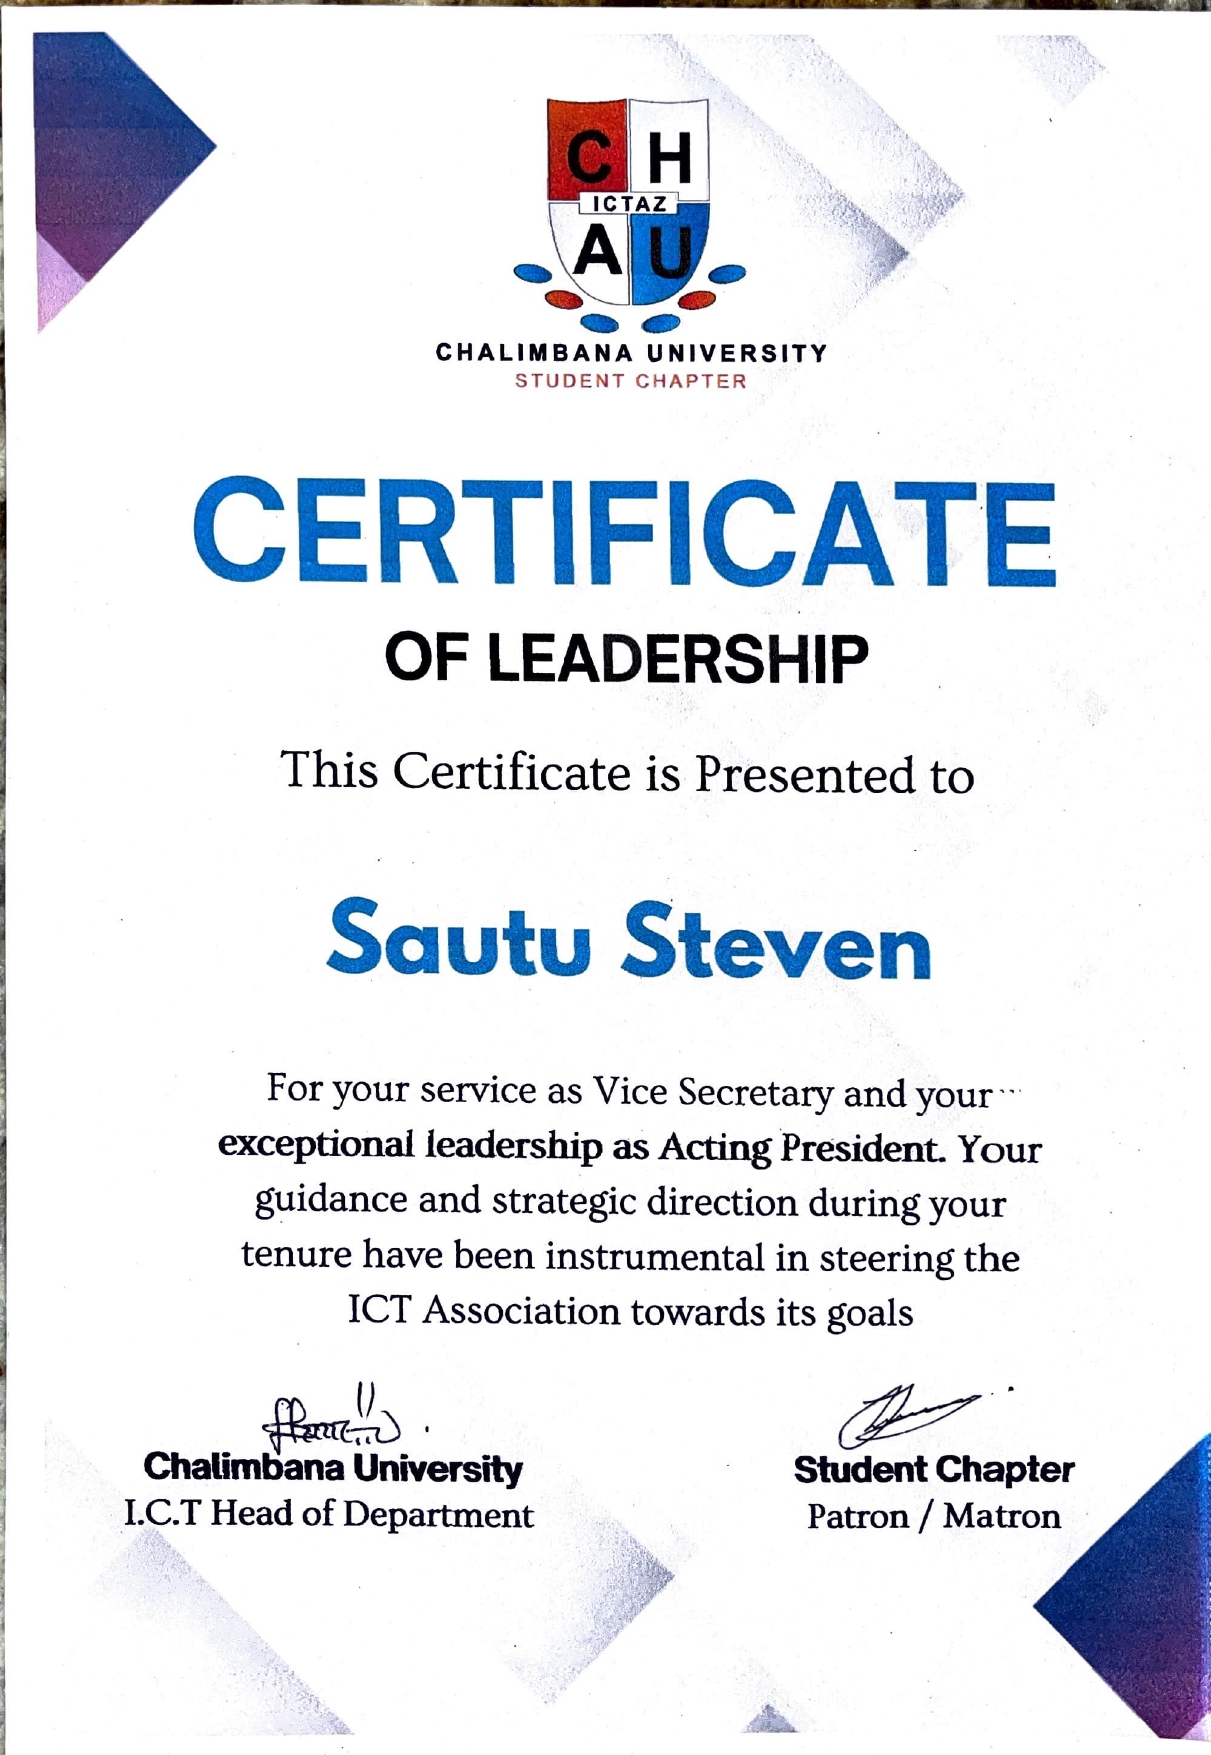 C H
ICTAZ
A U
CHALIMBANA UNIVERSITY
STUDENT CHAPTER
CERTIFICATE
OF LEADERSHIP
This Certificate is Presented to
Sautu Steven
For your service as Vice Secretary and your
exceptional leadership as Acting President. Your
guidance and strategic direction during your
tenure have been instrumental in steering the
ICT Association towards its goals
Chalimbana University
I.C.T Head of Department
Student Chapter
Patron / Matron